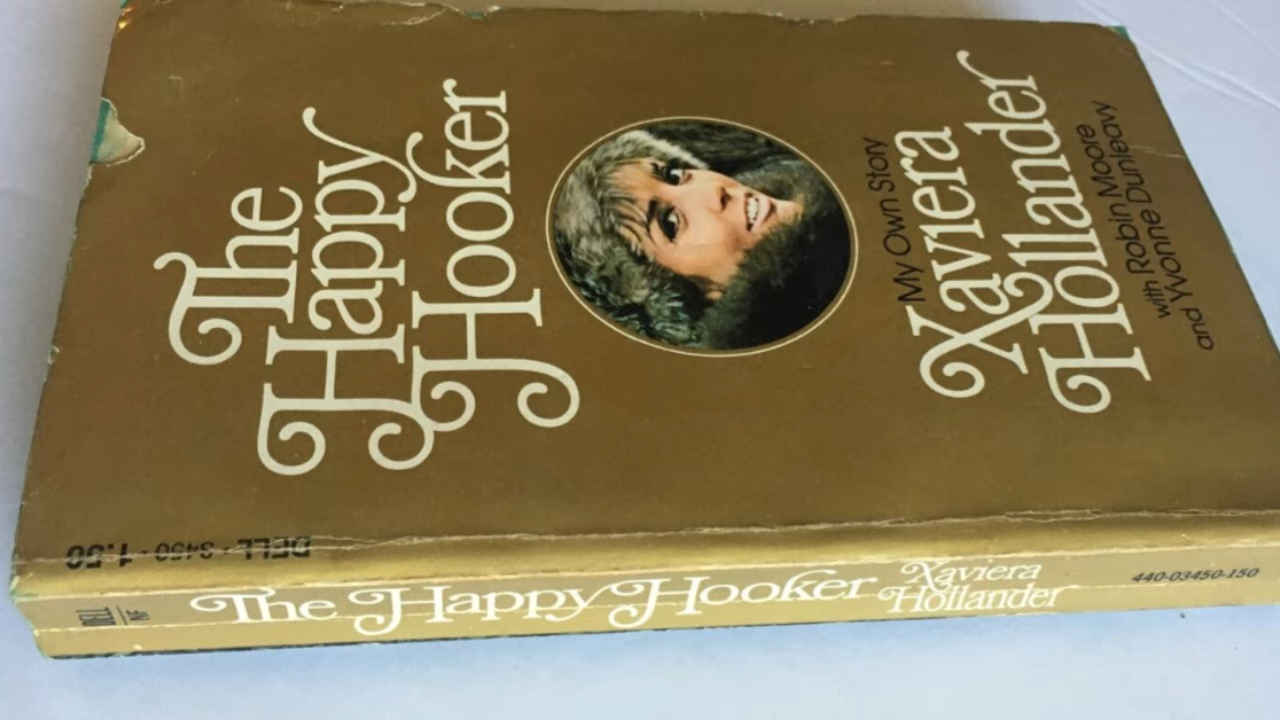 The
Happy
Hooker
My Own Story
Xaviera
Hollander
with Robin Moore
and Yvonne Dunleavy
DELL • 3450 • 1.50
DELL
NF
The Happy Hooker
Xaviera
Hollander
440-03450-150